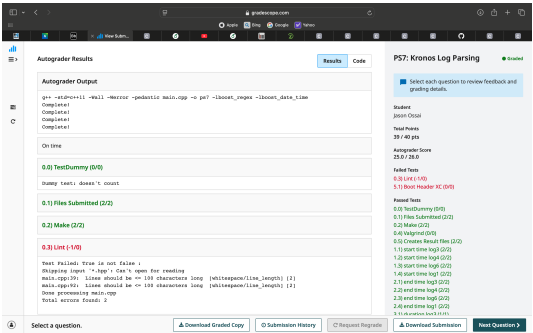 gradescope.com
Apple
Bing
Google
Yahoo
View Subm...
Autograder Results
Results
Code
Autograder Output
g++ -std=c++11 -Wall -Werror -pedantic main.cpp -o ps7 -lboost_regex -lboost_date_time
Complete!
Complete!
Complete!
Complete!
On time
0.0) TestDummy (0/0)
Dummy test: doesn't count
0.1) Files Submitted (2/2)
0.2) Make (2/2)
0.3) Lint (-1/0)
Test Failed: True is not false :
Skipping input '*.hpp': Can't open for reading
main.cpp:39: Lines should be <= 100 characters long [whitespace/line_length] [2]
main.cpp:92: Lines should be <= 100 characters long [whitespace/line_length] [2]
Done processing main.cpp
Total errors found: 2
PS7: Kronos Log Parsing
Graded
Select each question to review feedback and
grading details.
Student
Jason Ossai
Total Points
39 / 40 pts
Autograder Score
25.0 / 26.0
Failed Tests
0.3) Lint (-1/0)
5.1) Boot Header XC (0/0)
Passed Tests
0.0) TestDummy (0/0)
0.1) Files Submitted (2/2)
0.2) Make (2/2)
0.4) Valgrind (0/0)
0.5) Creates Result files (2/2)
1.1) start time log3 (2/2)
1.2) start time log4 (2/2)
1.3) start time log6 (2/2)
1.4) start time log1 (2/2)
2.1) end time log3 (2/2)
2.2) end time log4 (2/2)
2.3) end time log6 (2/2)
2.4) end time log1 (2/2)
3.1) duration log3 (1/1)
Select a question.
Download Graded Copy
Submission History
Request Regrade
Download Submission
Next Question